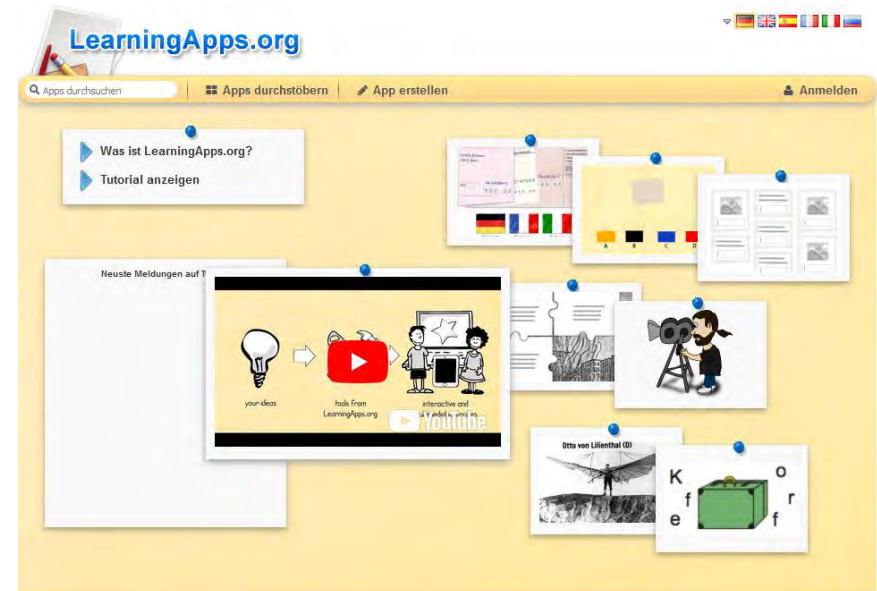 LearningApps.org
Apps durchsuchen
Apps durchstöbern
App erstellen
Anmelden
Was ist LearningApps.org?
Tutorial anzeigen
Neuste Meldungen auf
A B C D
your ideas
tools from
LearningApps.org
interactive and
YouTube
Otto von Lilienthal (D)
K o
f r
e f